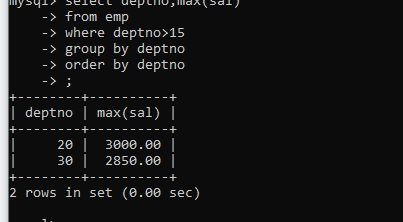 mysql> select deptno,max(sal)
    -> from emp
    -> where deptno>15
    -> group by deptno
    -> order by deptno
    -> ;
+--------+----------+
| deptno | max(sal) |
+--------+----------+
|     20 |  3000.00 |
|     30 |  2850.00 |
+--------+----------+
2 rows in set (0.00 sec)